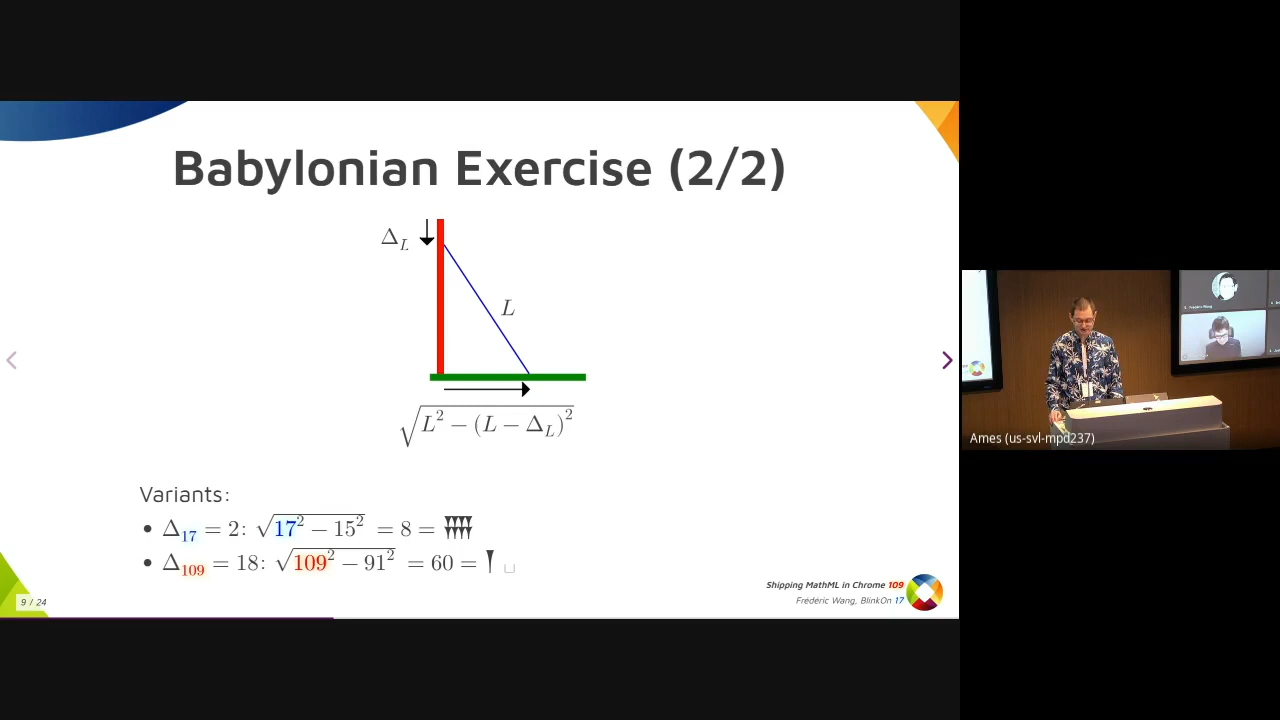 Babylonian Exercise (2/2)
Δ_L
L
√(L² − (L − Δ_L)²)
Variants:
• Δ₁₇ = 2: √(17² − 15²) = 8 = 𒐜
• Δ₁₀₉ = 18: √(109² − 91²) = 60 = 𒁹 ␣
Shipping MathML in Chrome 109
Frédéric Wang, BlinkOn 17
9 / 24
Ames (us-svl-mpd237)